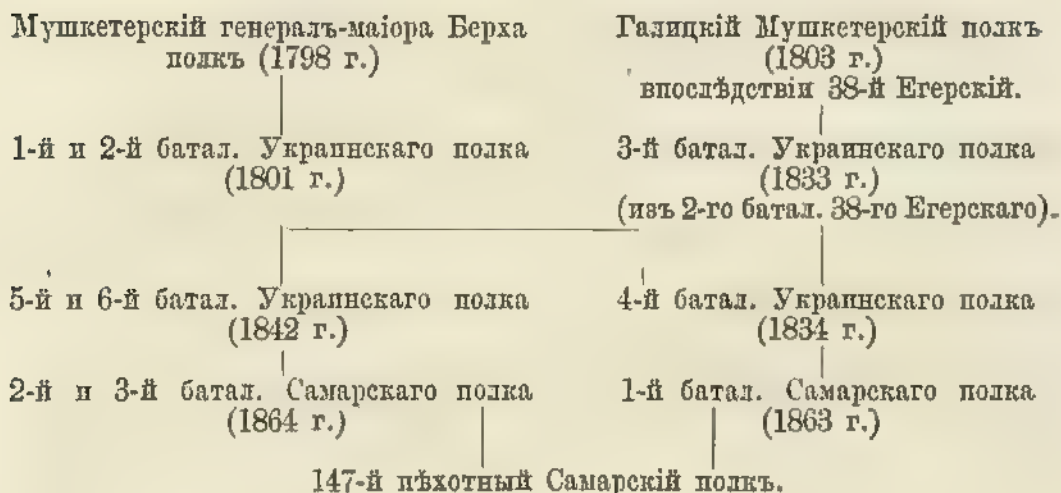 Мушкетерскій генералъ-маіора Берха
полкъ (1798 г.)
Галицкій Мушкетерскій полкъ
(1803 г.)
впослѣдствіи 38-й Егерскій.
1-й и 2-й батал. Украинскаго полка
(1801 г.)
3-й батал. Украинскаго полка
(1833 г.)
(изъ 2-го батал. 38-го Егерскаго).
5-й и 6-й батал. Украинскаго полка
(1842 г.)
4-й батал. Украинскаго полка
(1834 г.)
2-й и 3-й батал. Самарскаго полка
(1864 г.)
1-й батал. Самарскаго полка
(1863 г.)
147-й пѣхотный Самарскій полкъ.